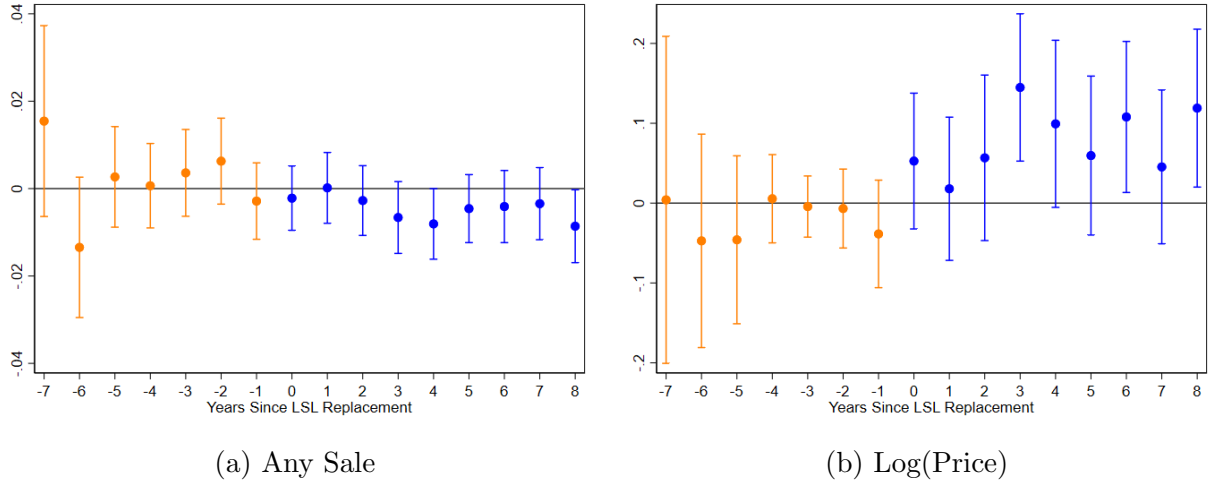 .04
.02
0
-.02
-.04
-7 -6 -5 -4 -3 -2 -1 0 1 2 3 4 5 6 7 8
Years Since LSL Replacement
(a) Any Sale
.2
.1
0
-.1
-.2
-7 -6 -5 -4 -3 -2 -1 0 1 2 3 4 5 6 7 8
Years Since LSL Replacement
(b) Log(Price)